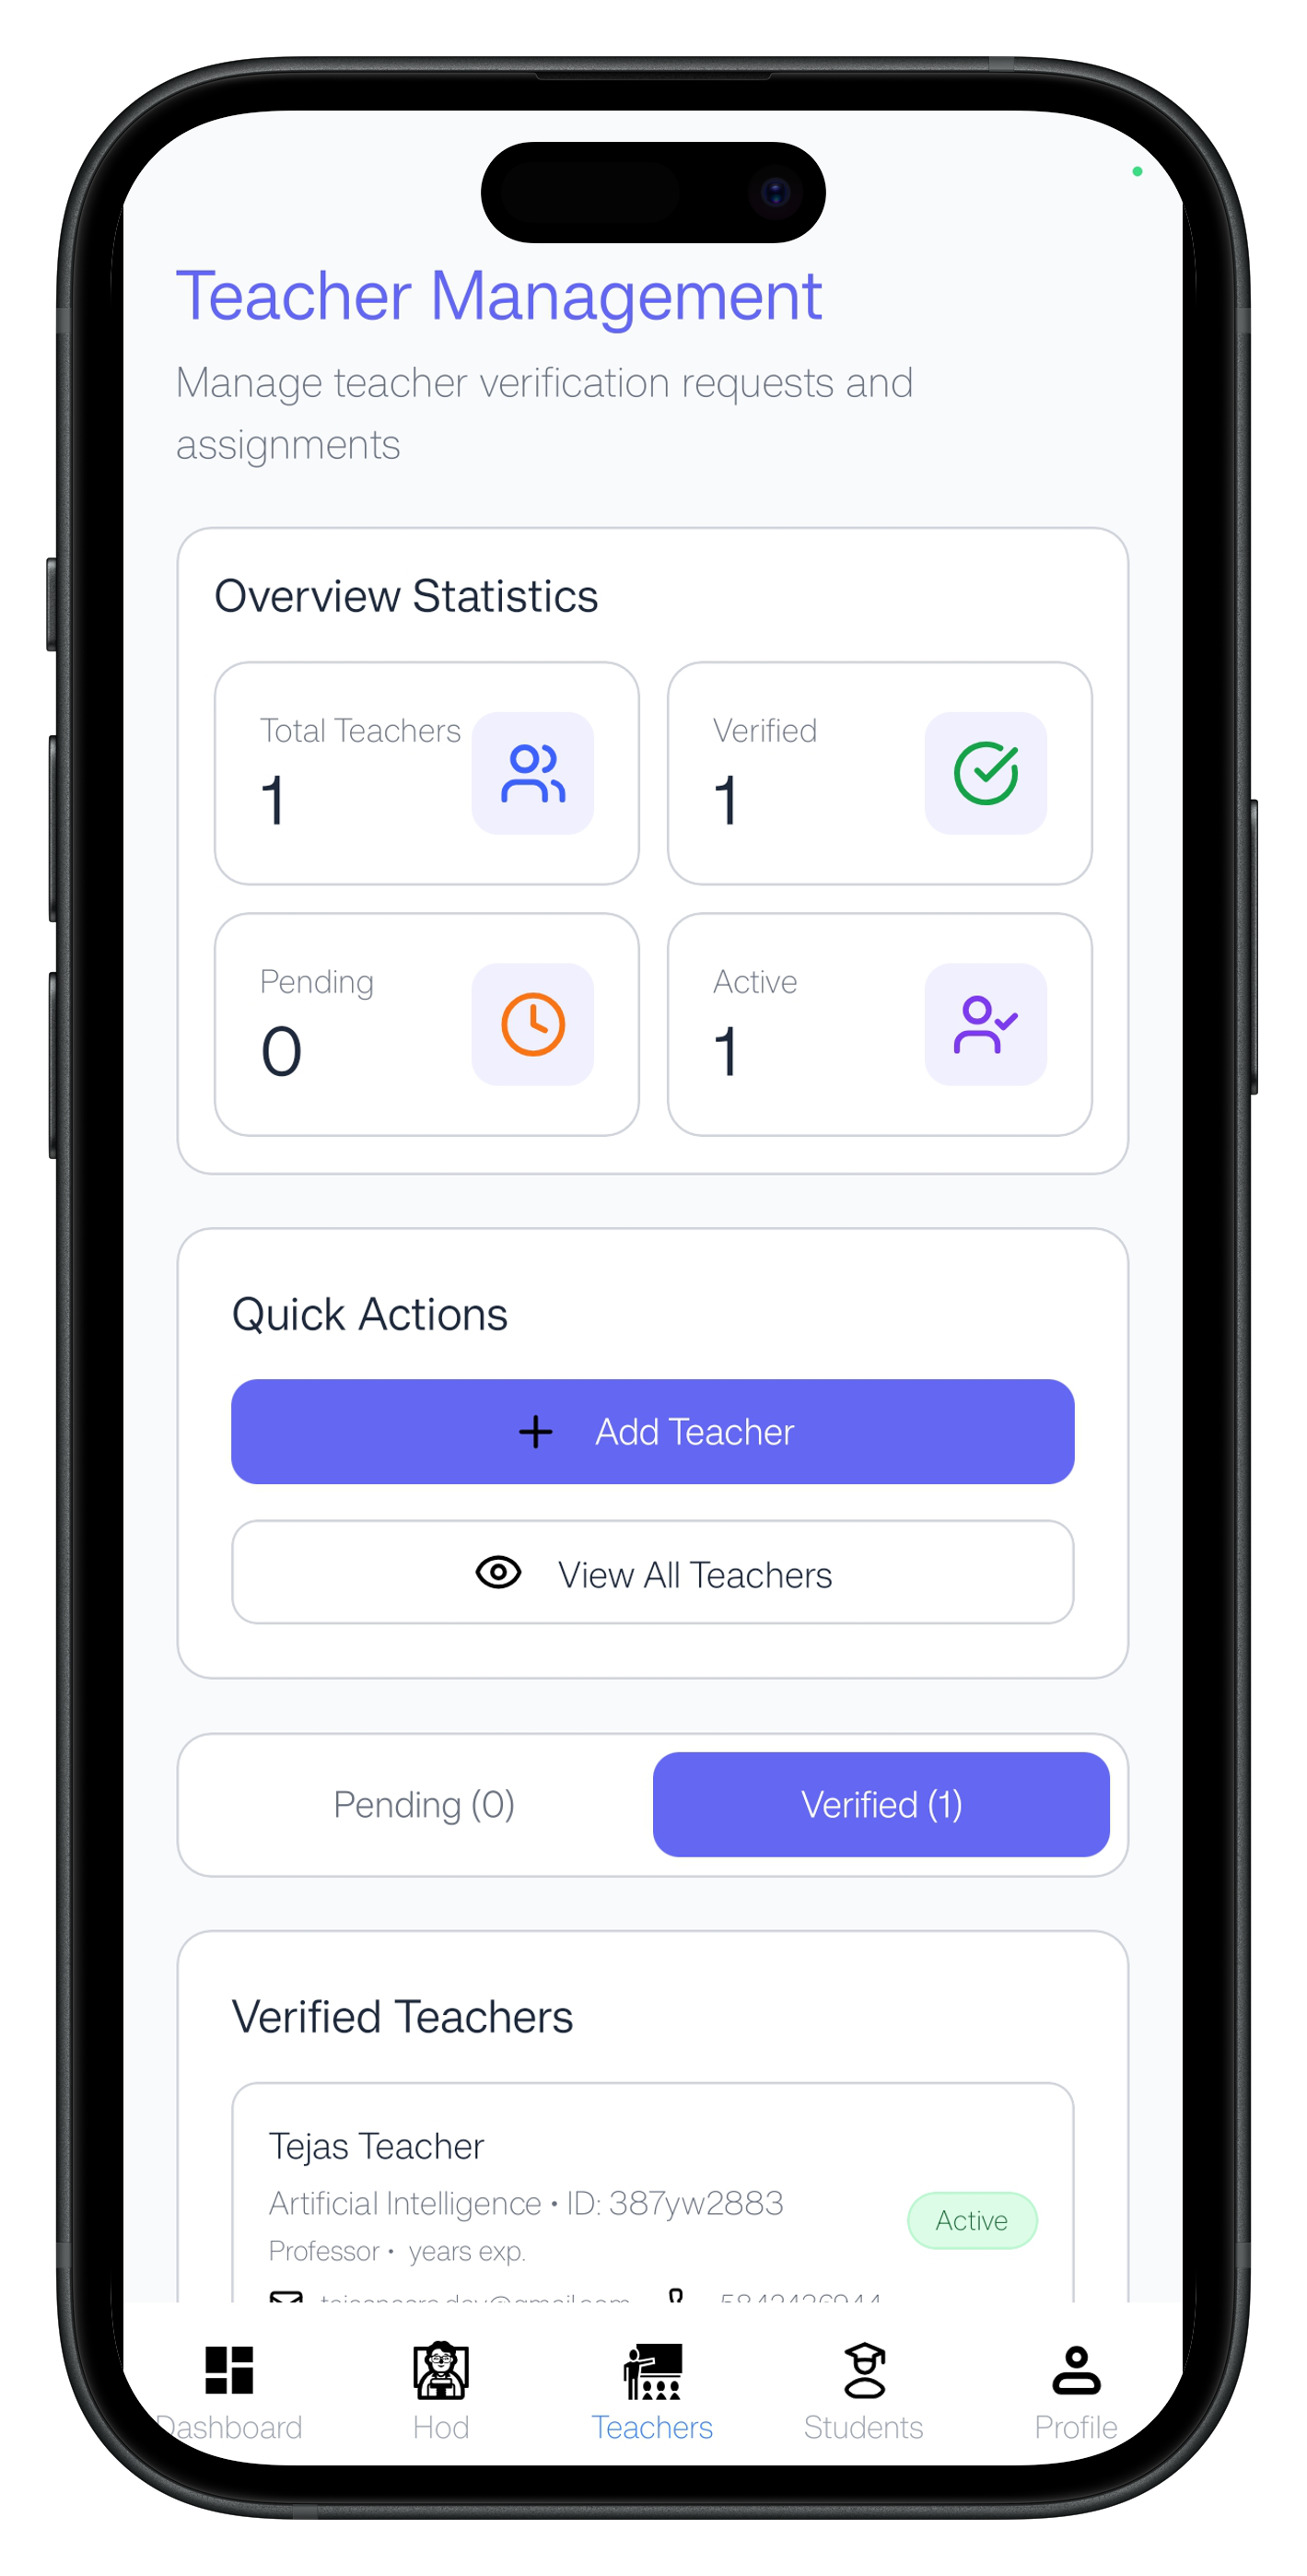 Teacher Management
Manage teacher verification requests and
assignments
Overview Statistics
Total Teachers
1
Verified
1
Pending
0
Active
1
Quick Actions
Add Teacher
View All Teachers
Pending (0)
Verified (1)
Verified Teachers
Tejas Teacher
Artificial Intelligence • ID: 387yw2883
Active
Professor • years exp.
Dashboard
Hod
Teachers
Students
Profile